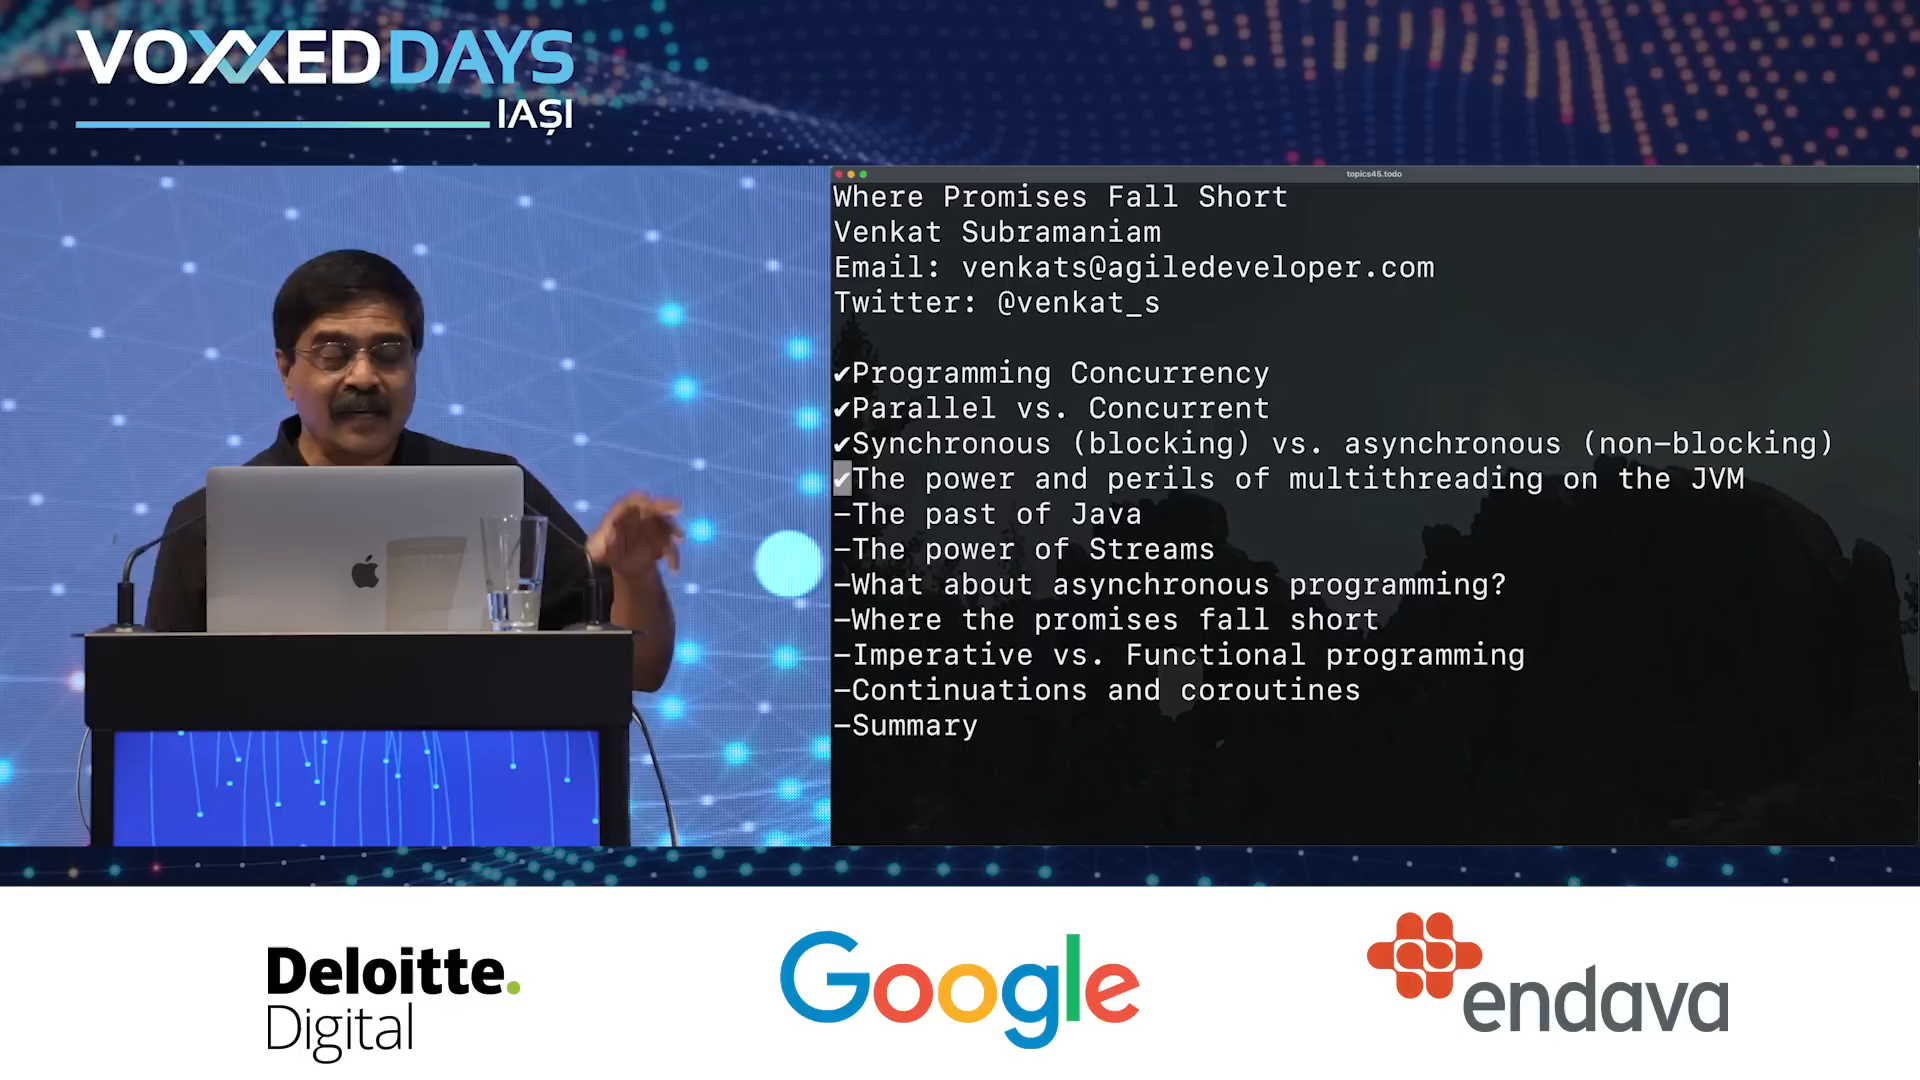 VOXXEDDAYS
IAȘI
topics45.todo
Where Promises Fall Short
Venkat Subramaniam
Email: venkats@agiledeveloper.com
Twitter: @venkat_s
✔Programming Concurrency
✔Parallel vs. Concurrent
✔Synchronous (blocking) vs. asynchronous (non-blocking)
✔The power and perils of multithreading on the JVM
-The past of Java
-The power of Streams
-What about asynchronous programming?
-Where the promises fall short
-Imperative vs. Functional programming
-Continuations and coroutines
-Summary
Deloitte.
Digital
Google
endava